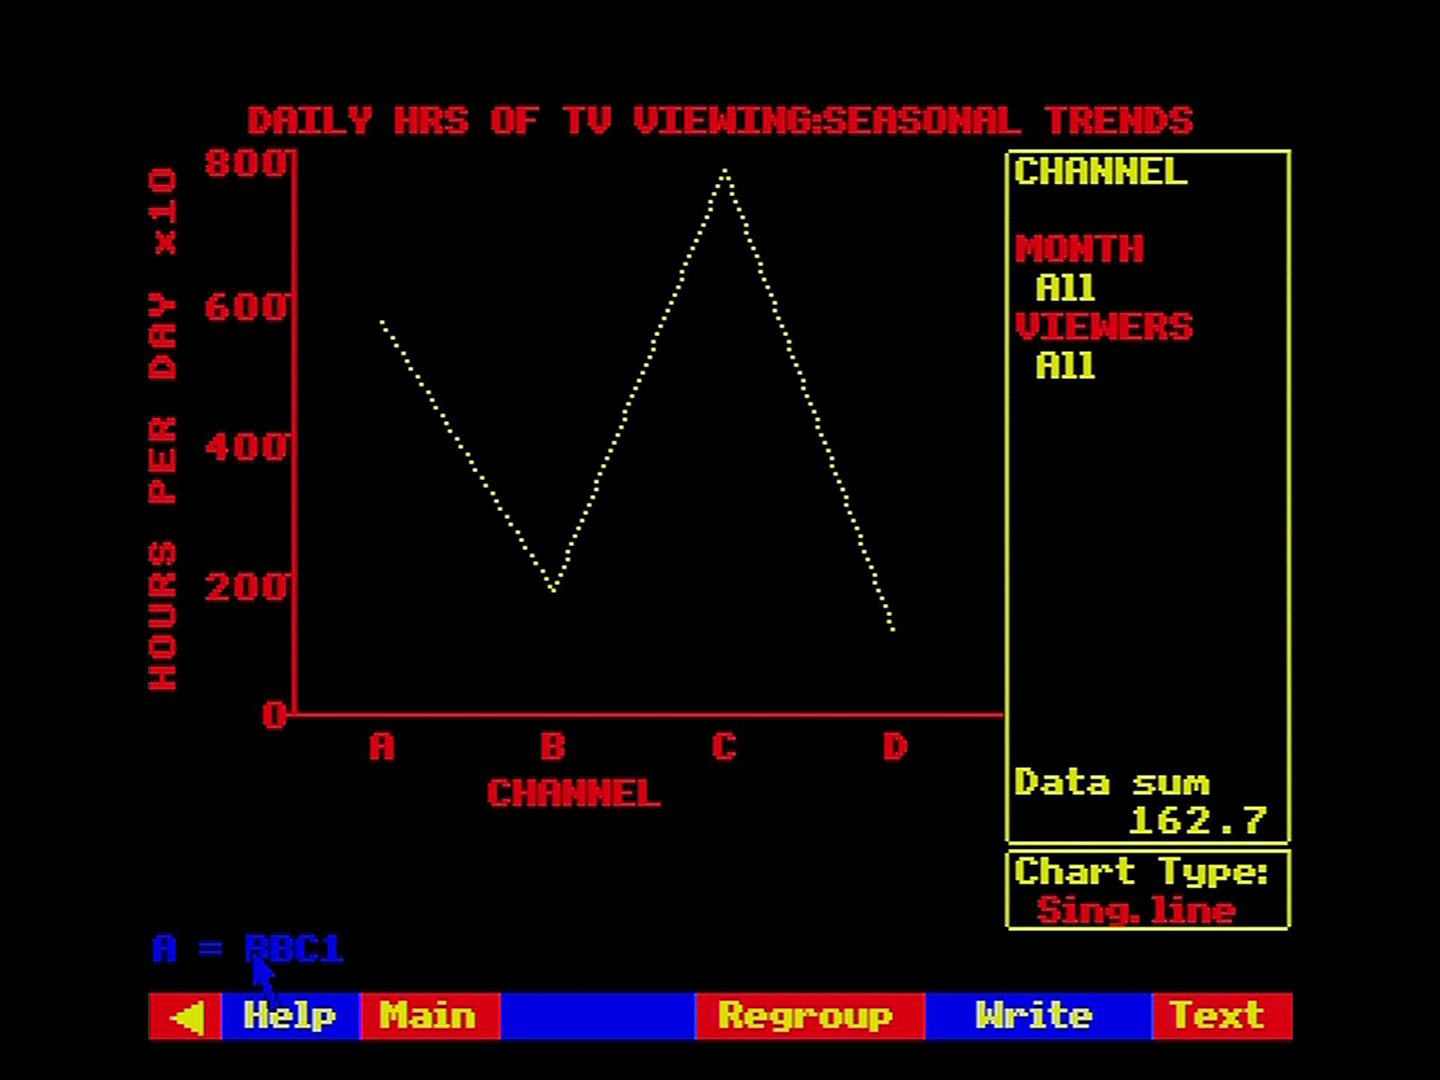 DAILY HRS OF TV VIEWING:SEASONAL TRENDS
HOURS PER DAY x10
800
600
400
200
0
A B C D
CHANNEL
CHANNEL
MONTH
All
VIEWERS
All
Data sum
162.7
Chart Type:
Sing.line
A = BBC1
Help Main Regroup Write Text